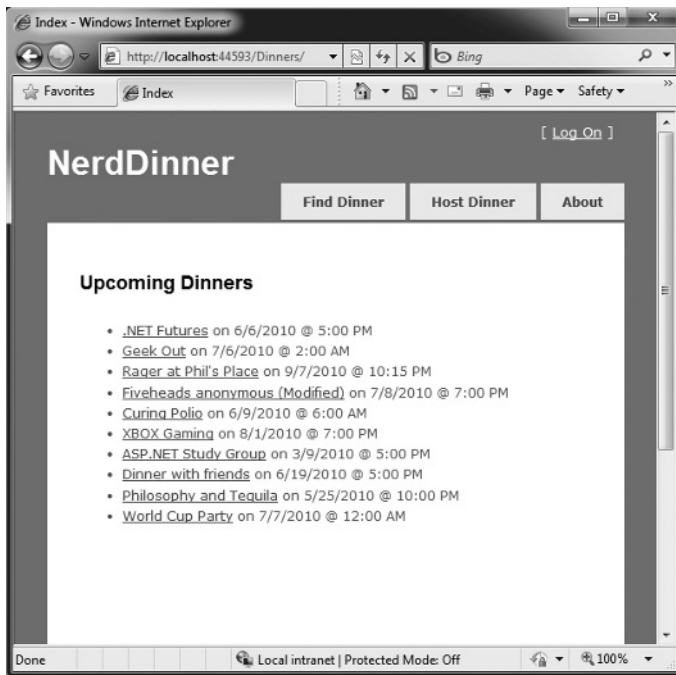 Index - Windows Internet Explorer
http://localhost:44593/Dinners/
Bing
Favorites
Index
Page
Safety
»
[ Log On ]
NerdDinner
Find Dinner
Host Dinner
About
Upcoming Dinners
• .NET Futures on 6/6/2010 @ 5:00 PM
• Geek Out on 7/6/2010 @ 2:00 AM
• Rager at Phil's Place on 9/7/2010 @ 10:15 PM
• Fiveheads anonymous (Modified) on 7/8/2010 @ 7:00 PM
• Curing Polio on 6/9/2010 @ 6:00 AM
• XBOX Gaming on 8/1/2010 @ 7:00 PM
• ASP.NET Study Group on 3/9/2010 @ 5:00 PM
• Dinner with friends on 6/19/2010 @ 5:00 PM
• Philosophy and Tequila on 5/25/2010 @ 10:00 PM
• World Cup Party on 7/7/2010 @ 12:00 AM
Done
Local intranet | Protected Mode: Off
100%